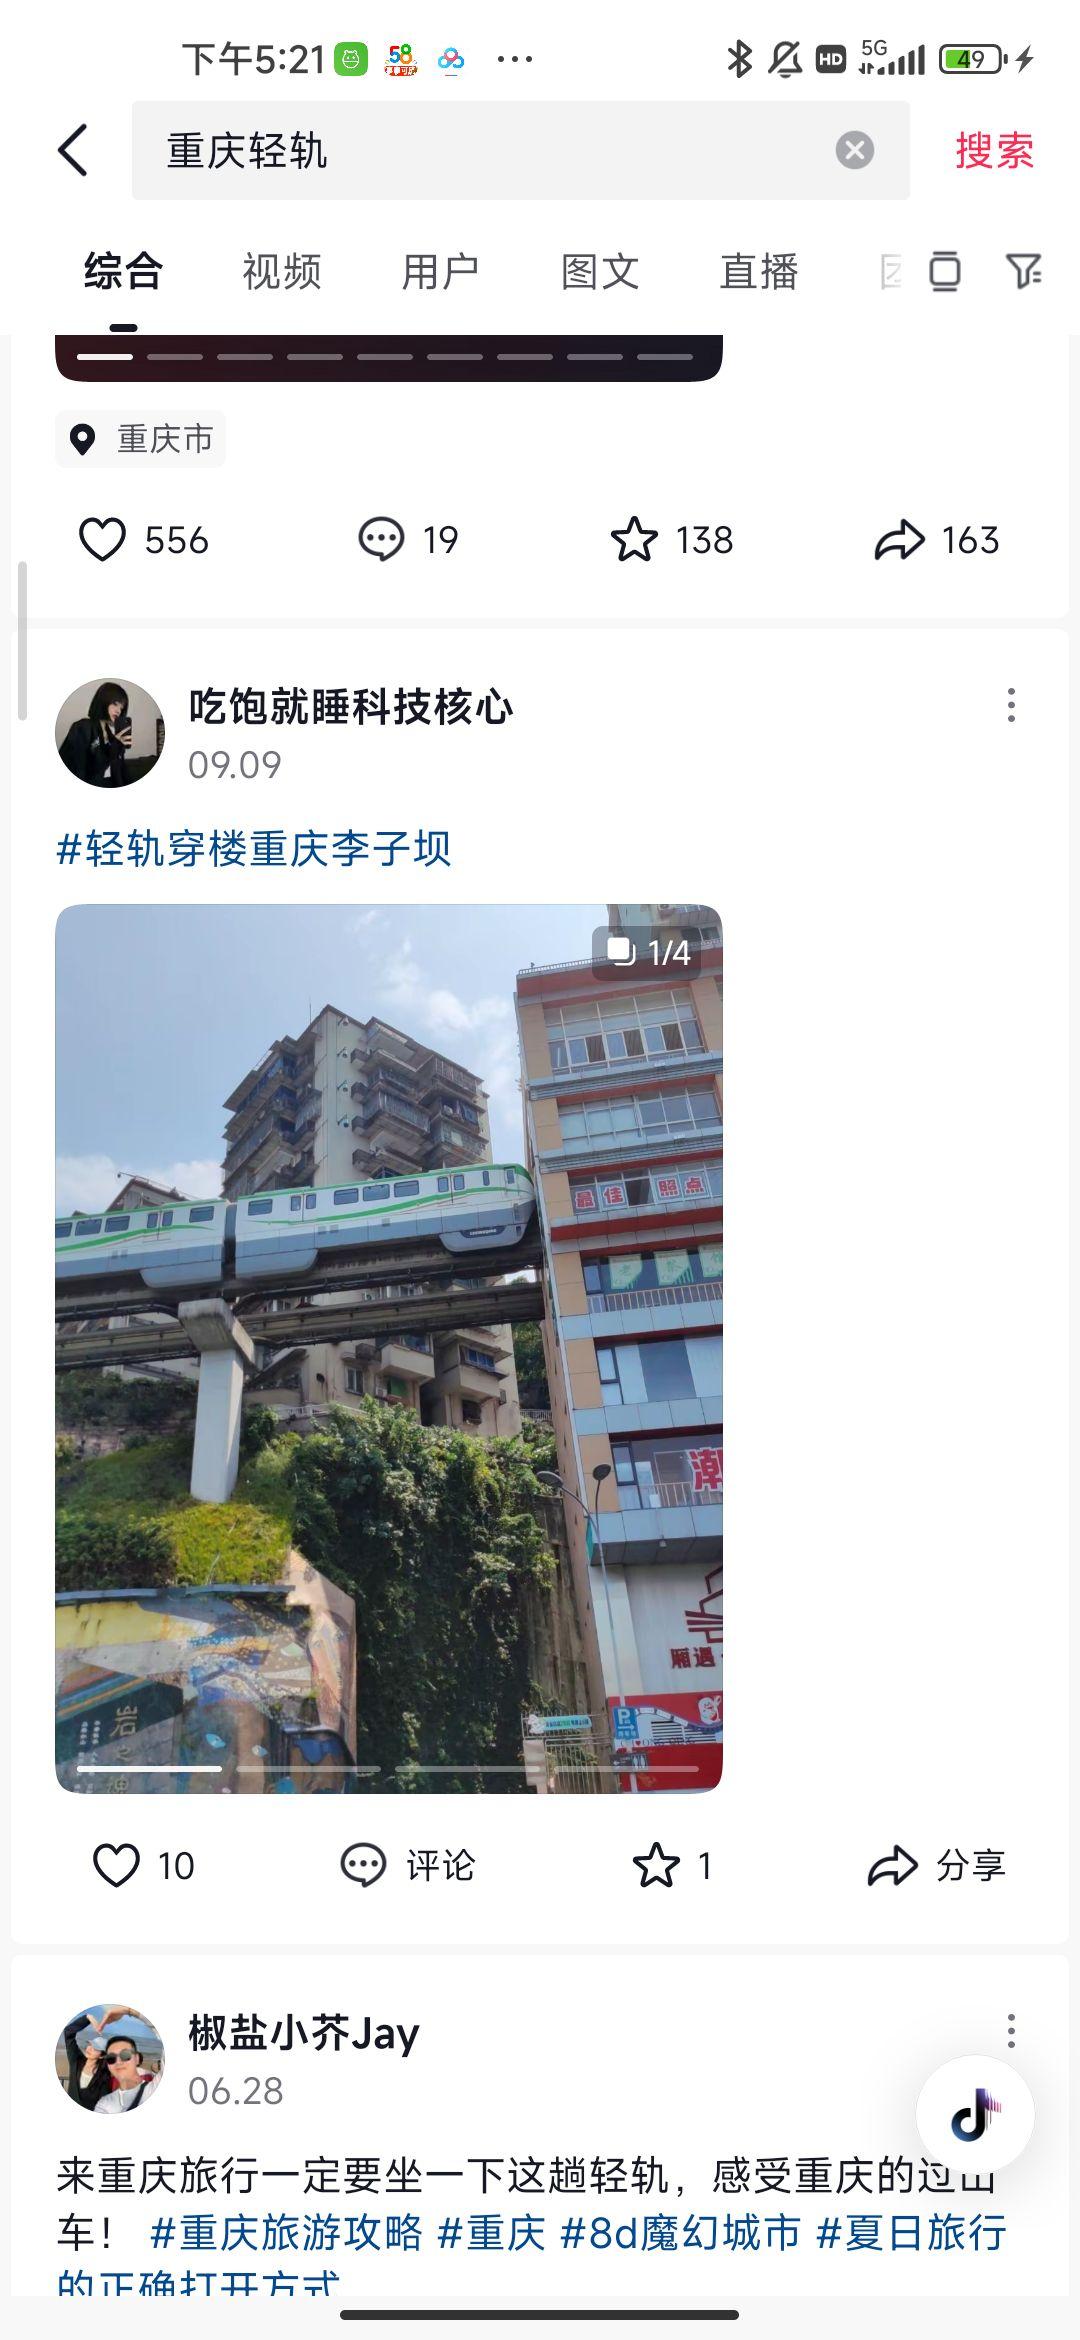 下午5:21
58
HD
5G
49
重庆轻轨
搜索
综合
视频
用户
图文
直播
重庆市
556
19
138
163
吃饱就睡科技核心
09.09
#轻轨穿楼重庆李子坝
1/4
最佳 照点
潮
厢遇
P
10
评论
1
分享
椒盐小芥Jay
06.28
来重庆旅行一定要坐一下这趟轻轨，感受重庆的过山
车！ #重庆旅游攻略 #重庆 #8d魔幻城市 #夏日旅行
的正确打开方式